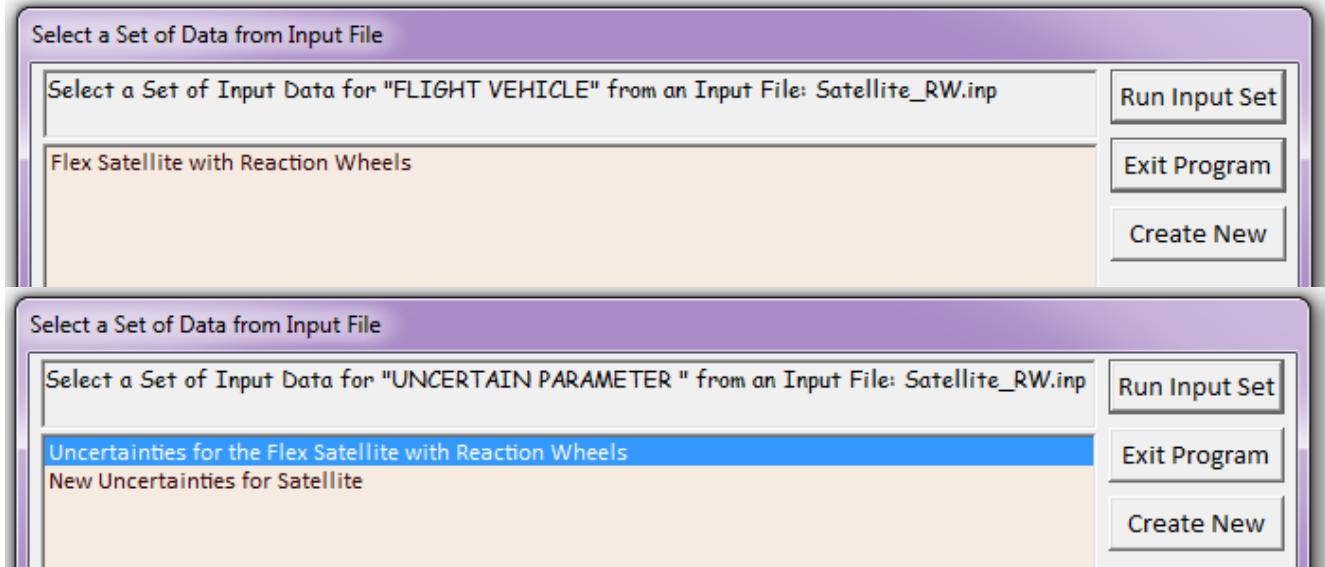 Select a Set of Data from Input File
Select a Set of Input Data for "FLIGHT VEHICLE" from an Input File: Satellite_RW.inp
Run Input Set
Flex Satellite with Reaction Wheels
Exit Program
Create New
Select a Set of Data from Input File
Select a Set of Input Data for "UNCERTAIN PARAMETER " from an Input File: Satellite_RW.inp
Run Input Set
Uncertainties for the Flex Satellite with Reaction Wheels
Exit Program
New Uncertainties for Satellite
Create New